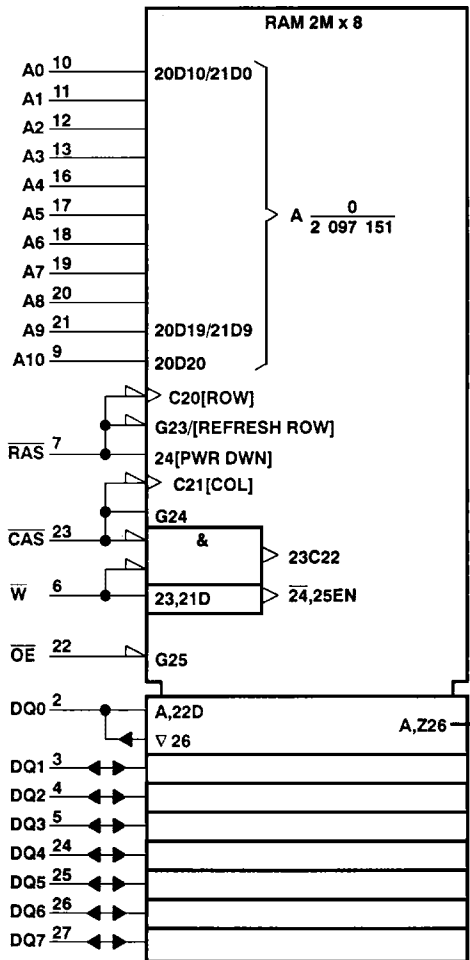 RAM 2M x 8
A0 10 20D10/21D0
A1 11
A2 12
A3 13
A4 16
A5 17
A 0
2 097 151
A6 18
A7 19
A8 20
A9 21 20D19/21D9
A10 9 20D20
C20[ROW]
G23/[REFRESH ROW]
RAS 7 24[PWR DWN]
C21[COL]
G24
CAS 23 &
23C22
W 6 23,21D 24,25EN
OE 22 G25
DQ0 2 A,22D
A,Z26
▽ 26
DQ1 3
DQ2 4
DQ3 5
DQ4 24
DQ5 25
DQ6 26
DQ7 27